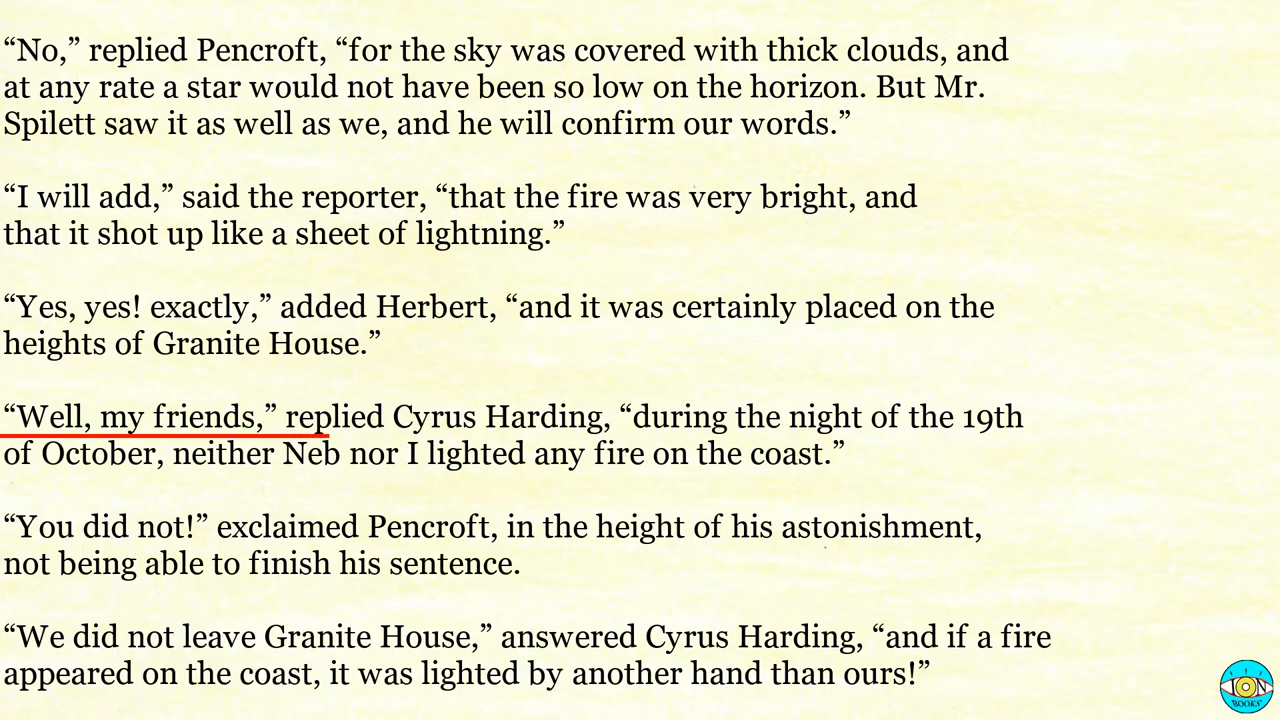 “No,” replied Pencroft, “for the sky was covered with thick clouds, and
at any rate a star would not have been so low on the horizon. But Mr.
Spilett saw it as well as we, and he will confirm our words.”
“I will add,” said the reporter, “that the fire was very bright, and
that it shot up like a sheet of lightning.”
“Yes, yes! exactly,” added Herbert, “and it was certainly placed on the
heights of Granite House.”
“Well, my friends,” replied Cyrus Harding, “during the night of the 19th
of October, neither Neb nor I lighted any fire on the coast.”
“You did not!” exclaimed Pencroft, in the height of his astonishment,
not being able to finish his sentence.
“We did not leave Granite House,” answered Cyrus Harding, “and if a fire
appeared on the coast, it was lighted by another hand than ours!”
ION
BOOKS